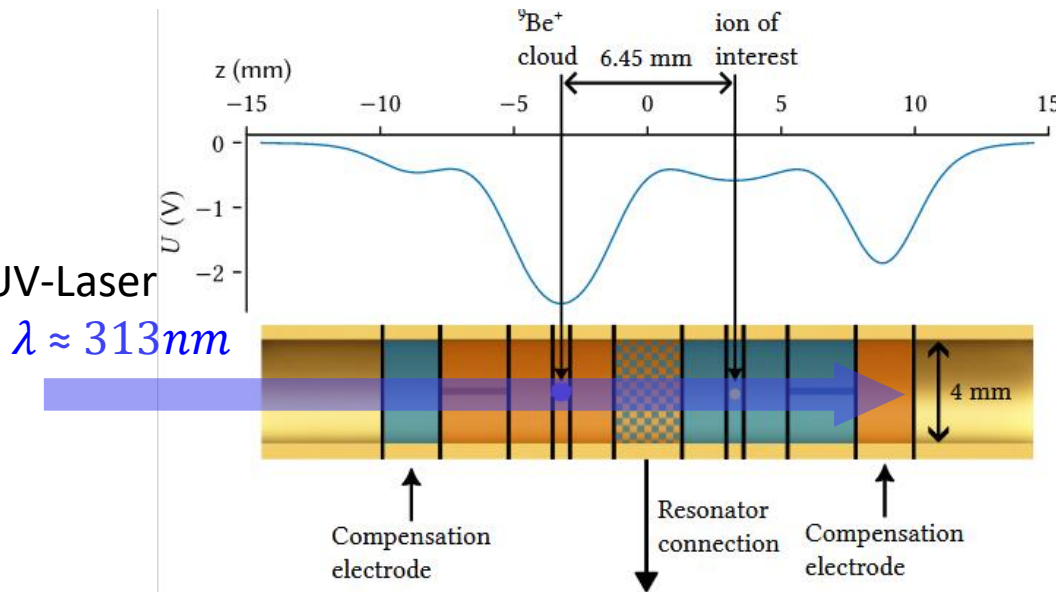 ⁹Be⁺
cloud
6.45 mm
ion of
interest
z (mm)
−15 −10 −5 0 5 10 15
0
−1
−2
U (V)
UV-Laser
λ ≈ 313nm
4 mm
Compensation
electrode
Resonator
connection
Compensation
electrode